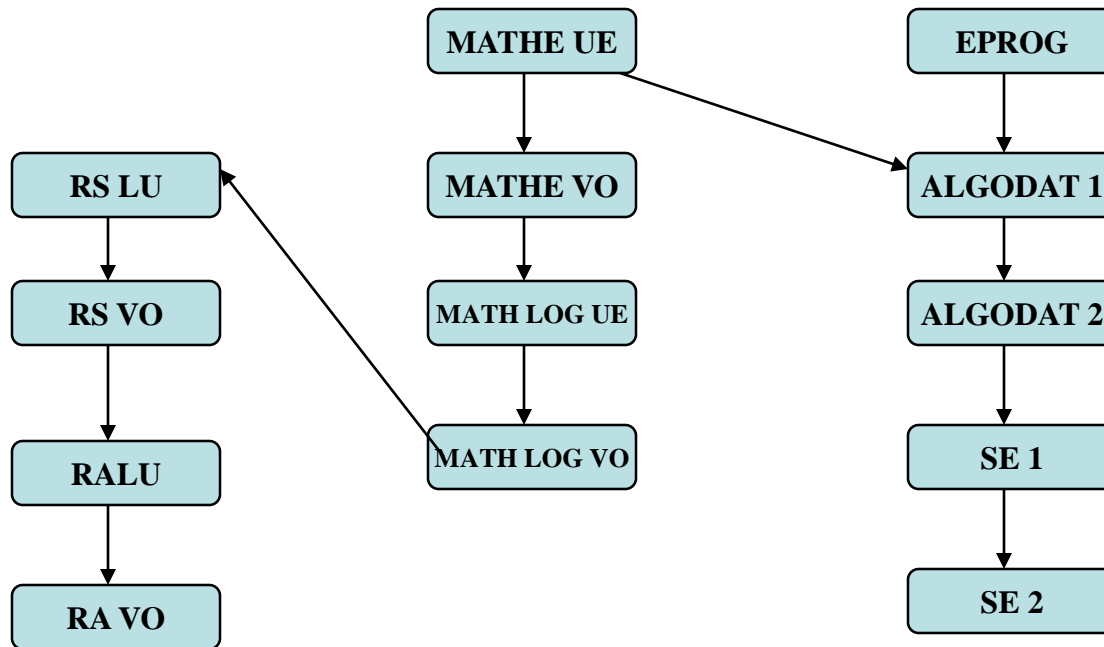 MATHE UE
EPROG
RS LU
MATHE VO
ALGODAT 1
RS VO
MATH LOG UE
ALGODAT 2
RALU
MATH LOG VO
SE 1
RA VO
SE 2